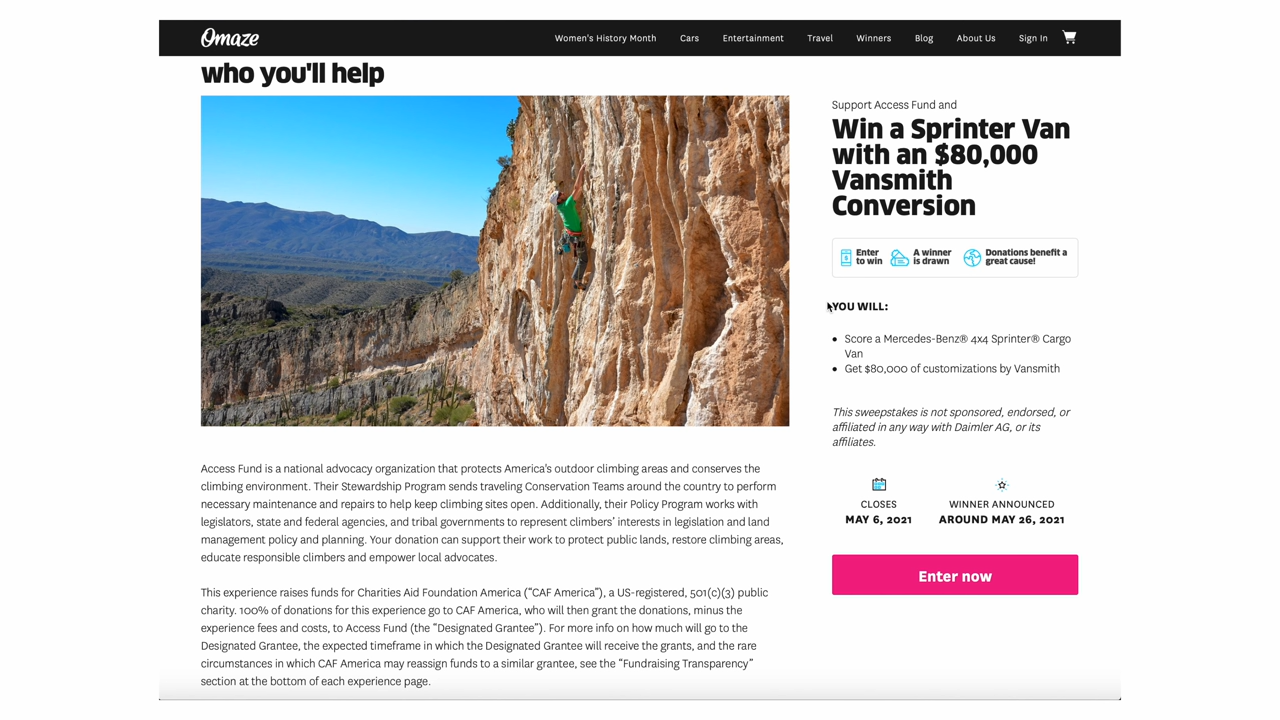 Omaze
Women's History Month Cars Entertainment Travel Winners Blog About Us Sign In
who you'll help
Support Access Fund and
Win a Sprinter Van
with an $80,000
Vansmith
Conversion
Enter
to win
A winner
is drawn
Donations benefit a
great cause!
YOU WILL:
• Score a Mercedes-Benz® 4x4 Sprinter® Cargo
Van
• Get $80,000 of customizations by Vansmith
This sweepstakes is not sponsored, endorsed, or
affiliated in any way with Daimler AG, or its
affiliates.
CLOSES
MAY 6, 2021
WINNER ANNOUNCED
AROUND MAY 26, 2021
Enter now
Access Fund is a national advocacy organization that protects America's outdoor climbing areas and conserves the
climbing environment. Their Stewardship Program sends traveling Conservation Teams around the country to perform
necessary maintenance and repairs to help keep climbing sites open. Additionally, their Policy Program works with
legislators, state and federal agencies, and tribal governments to represent climbers' interests in legislation and land
management policy and planning. Your donation can support their work to protect public lands, restore climbing areas,
educate responsible climbers and empower local advocates.
This experience raises funds for Charities Aid Foundation America (“CAF America”), a US-registered, 501(c)(3) public
charity. 100% of donations for this experience go to CAF America, who will then grant the donations, minus the
experience fees and costs, to Access Fund (the “Designated Grantee”). For more info on how much will go to the
Designated Grantee, the expected timeframe in which the Designated Grantee will receive the grants, and the rare
circumstances in which CAF America may reassign funds to a similar grantee, see the “Fundraising Transparency”
section at the bottom of each experience page.